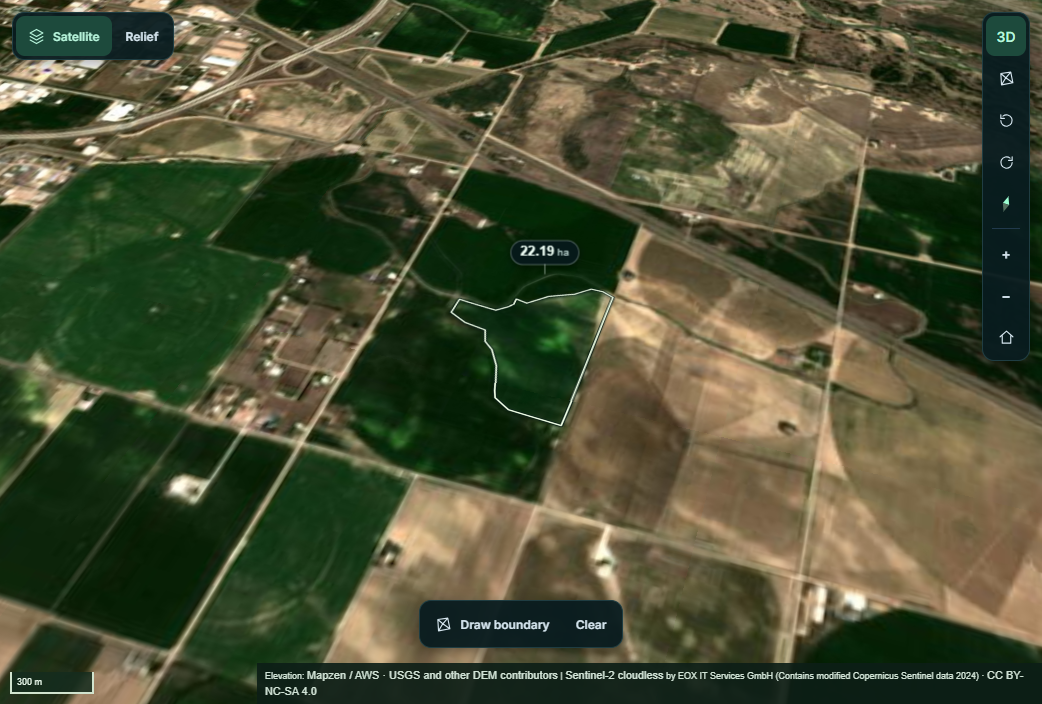 Satellite
Relief
3D
22.19 ha
+
−
Draw boundary
Clear
300 m
Elevation: Mapzen / AWS · USGS and other DEM contributors | Sentinel-2 cloudless by EOX IT Services GmbH (Contains modified Copernicus Sentinel data 2024) · CC BY-
NC-SA 4.0